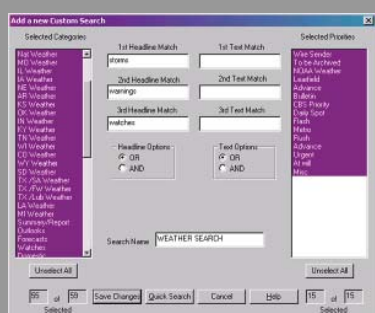 Add a new Custom Search
Selected Categories
Selected Priorities
Nat Weather
MO Weather
IL Weather
IA Weather
NE Weather
AR Weather
KS Weather
OK Weather
IN Weather
KY Weather
TN Weather
WI Weather
CO Weather
WY Weather
SD Weather
TX /SA Weather
TX /FW Weather
TX /Lub Weather
LA Weather
MI Weather
Summary/Report
Outlooks
Forecasts
Watches
Domestic
1st Headline Match
1st Text Match
storms
2nd Headline Match
2nd Text Match
warnings
3rd Headline Match
3rd Text Match
watches
Headline Options
OR
AND
Text Options
OR
AND
Search Name
WEATHER SEARCH
Wire Sender
To be Archived
NOAA Weather
Learfield
Advance
Bulletin
CBS Priority
Daily Spot
Flash
Metro
Rush
Advance
Urgent
At will
Misc
Unselect All
Unselect All
55 of 59
Selected
Save Changes
Quick Search
Cancel
Help
15 of 15
Selected